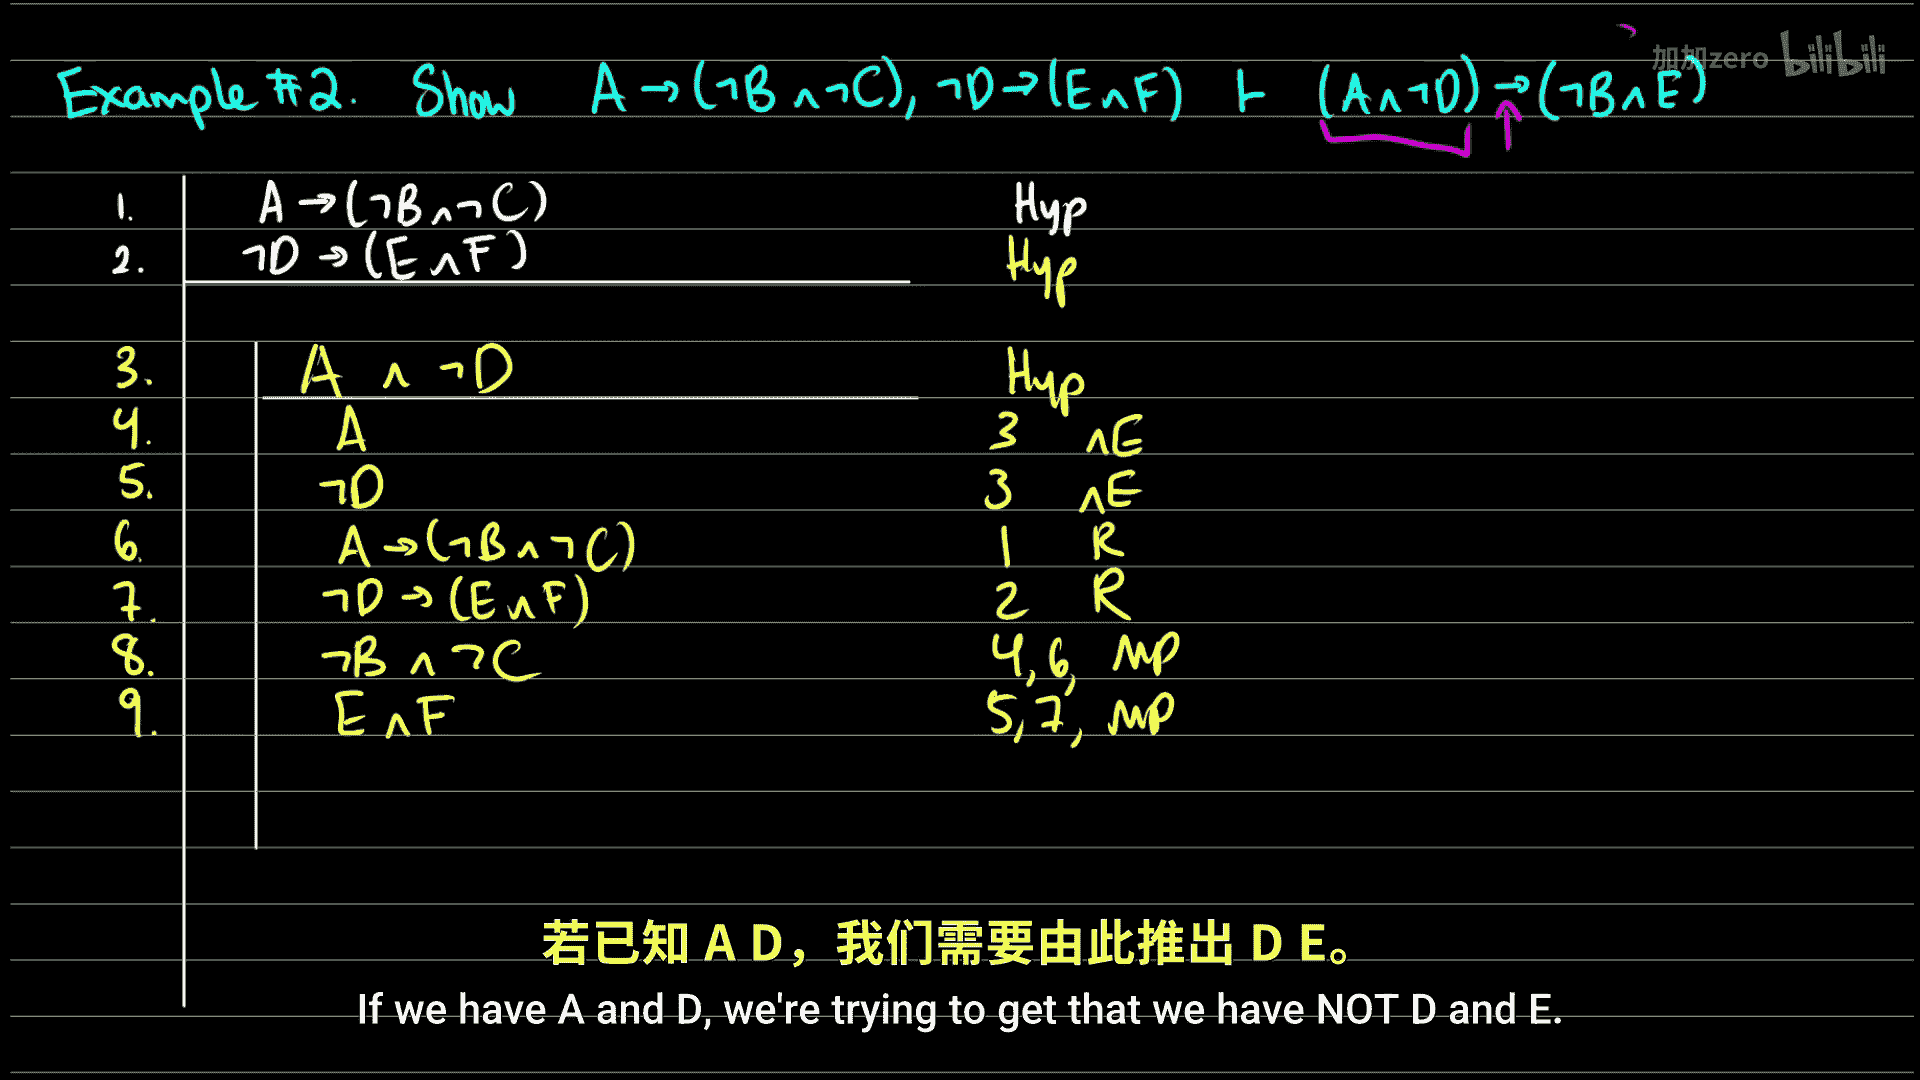 加加zero bilibili
Example #2. Show A→(¬B∧¬C), ¬D→(E∧F) ⊢ (A∧¬D)→(¬B∧E)
1. A→(¬B∧¬C) Hyp
2. ¬D→(E∧F) Hyp
3. A∧¬D Hyp
4. A 3 ∧E
5. ¬D 3 ∧E
6. A→(¬B∧¬C) 1 R
7. ¬D→(E∧F) 2 R
8. ¬B∧¬C 4,6, MP
9. E∧F 5,7, MP
若已知 A D，我们需要由此推出 D E。
If we have A and D, we're trying to get that we have NOT D and E.